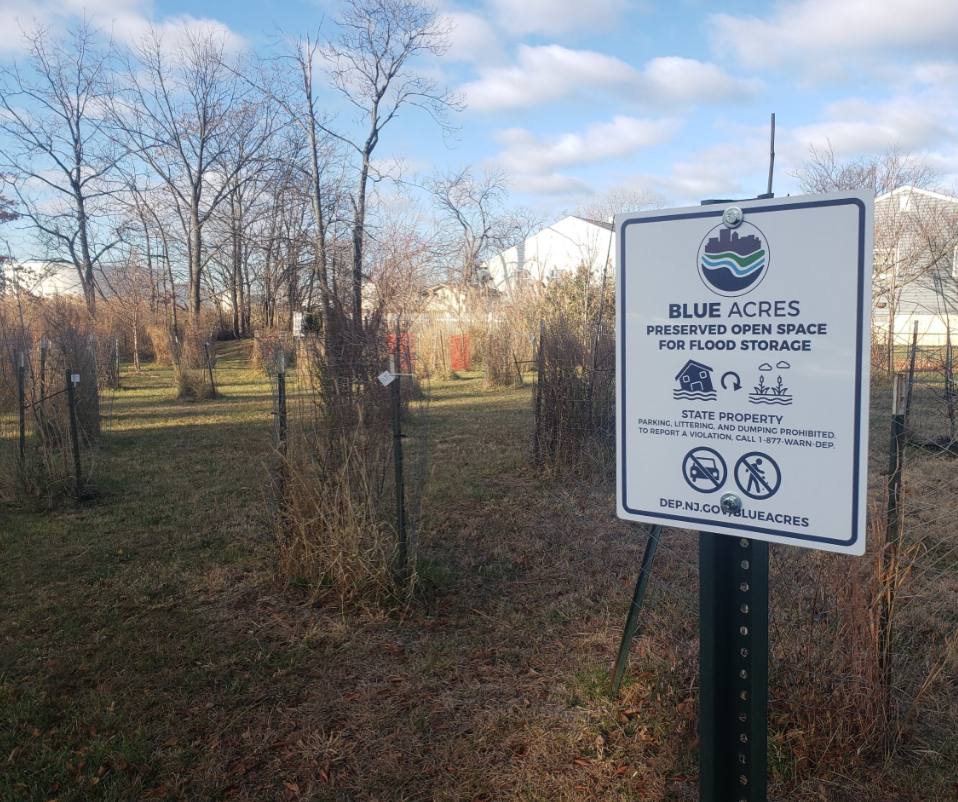 BLUE ACRES
PRESERVED OPEN SPACE
FOR FLOOD STORAGE
STATE PROPERTY
PARKING, LITTERING, AND DUMPING PROHIBITED.
TO REPORT A VIOLATION, CALL 1-877-WARN-DEP.
DEP.NJ.GOV/BLUEACRES